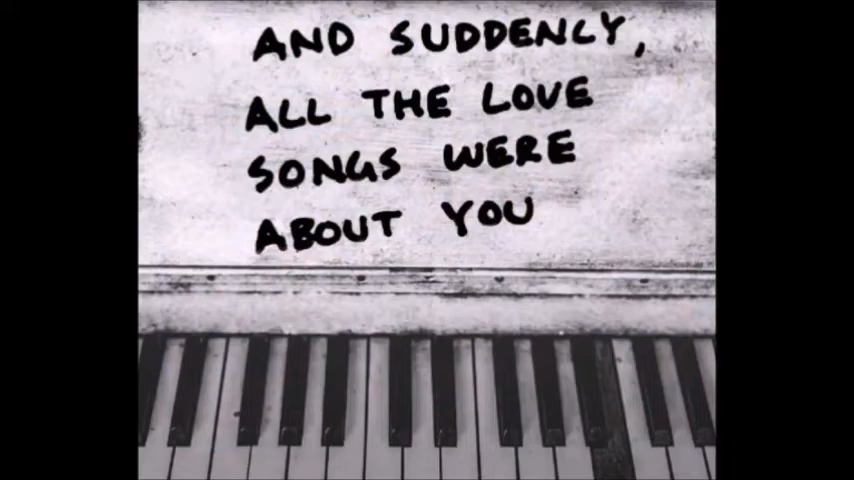 AND SUDDENLY,
ALL THE LOVE
SONGS WERE
ABOUT YOU